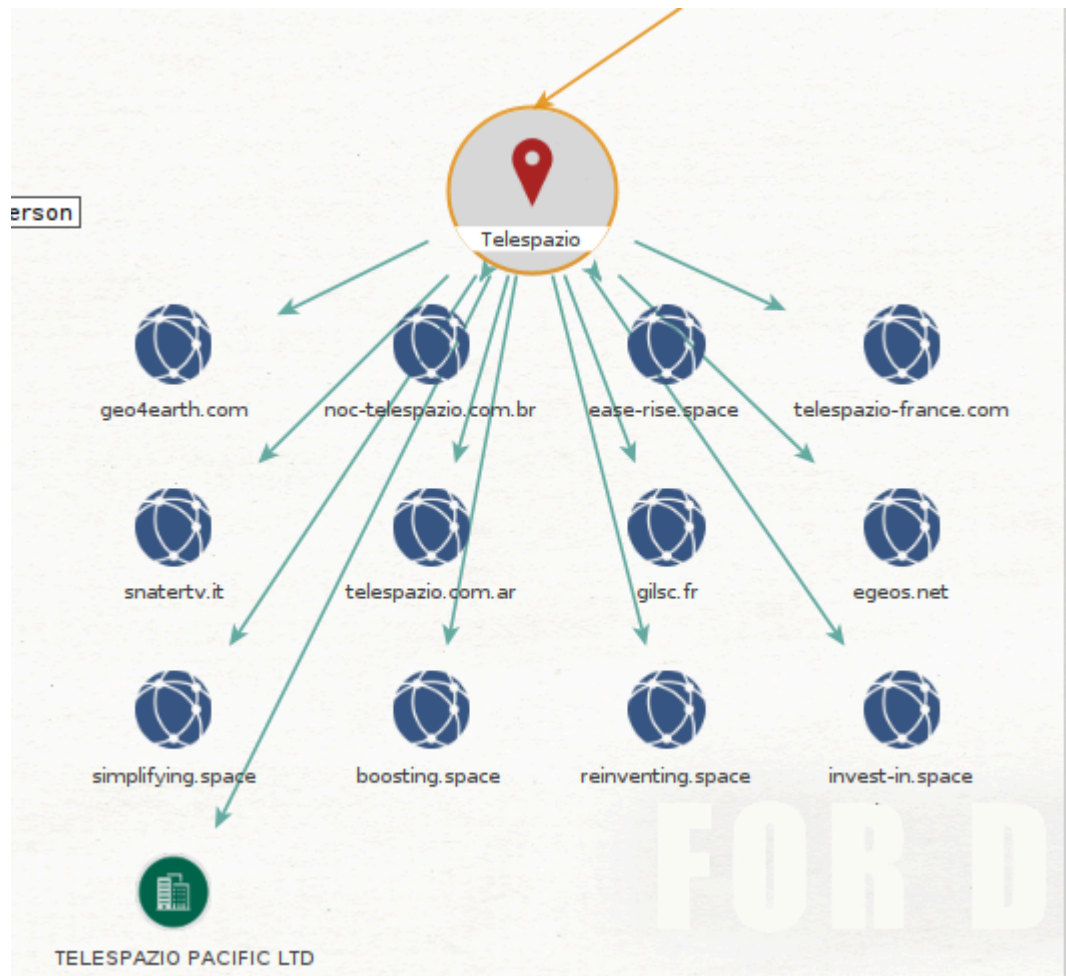 erson
Telespazio
geo4earth.com
noc-telespazio.com.br
ease-rise.space
telespazio-france.com
snatertv.it
telespazio.com.ar
gilsc.fr
egeos.net
simplifying.space
boosting.space
reinventing.space
invest-in.space
FOR D
TELESPAZIO PACIFIC LTD